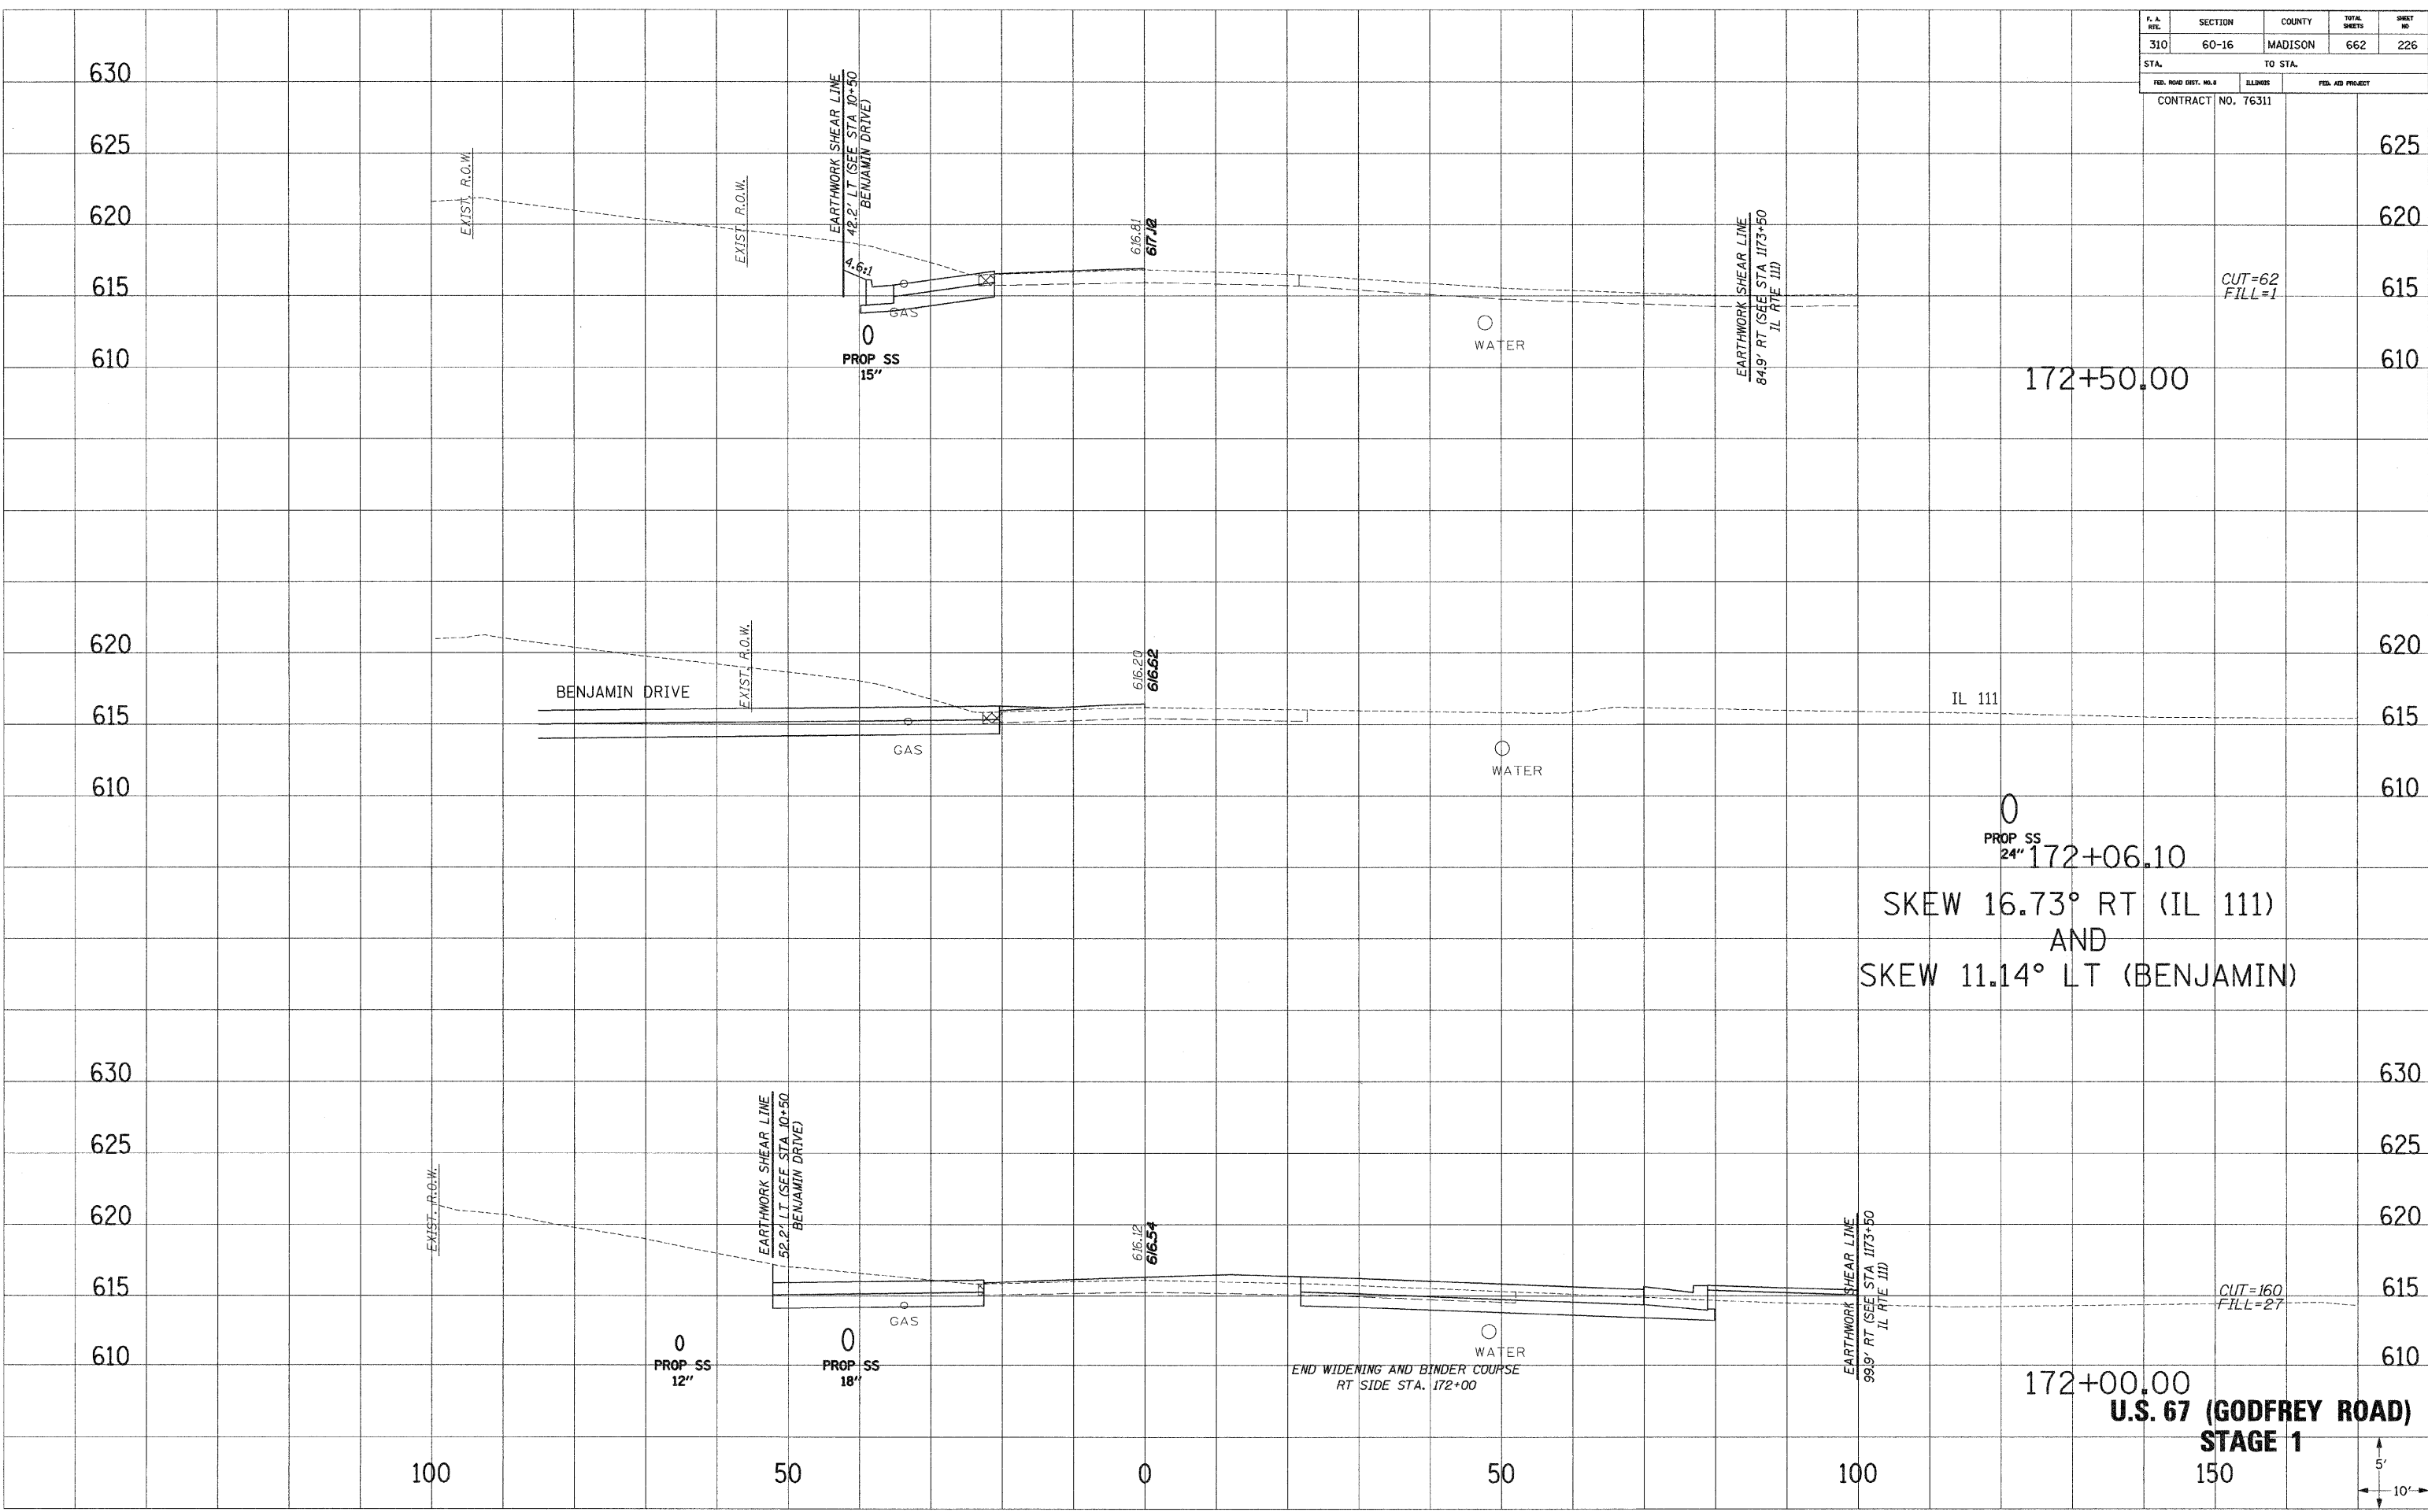 F. A. RTE. SECTION COUNTY TOTAL SHEETS SHEET NO
310 60-16 MADISON 662 226
STA. TO STA.
FED. ROAD DIST. NO. 8 ILLINOIS FED. AID PROJECT
CONTRACT NO. 76311
630
625 625
620 620
615 615
610 610
EXIST. R.O.W.
EXIST. R.O.W.
EARTHWORK SHEAR LINE
42.2' LT (SEE STA 10+50
BENJAMIN DRIVE)
4.6:1
GAS
PROP SS
15"
616.81
617.12
WATER
EARTHWORK SHEAR LINE
84.9' RT (SEE STA 1173+50
IL RTE 111)
CUT=62
FILL=1
172+50.00
620 620
615 615
610 610
BENJAMIN DRIVE
EXIST. R.O.W.
GAS
616.20
616.62
WATER
IL 111
PROP SS
24"
172+06.10
SKEW 16.73° RT (IL 111)
AND
SKEW 11.14° LT (BENJAMIN)
630 630
625 625
620 620
615 615
610 610
EXIST. R.O.W.
EARTHWORK SHEAR LINE
52.2' LT (SEE STA 10+50
BENJAMIN DRIVE)
GAS
PROP SS
12"
PROP SS
18"
616.12
616.54
WATER
END WIDENING AND BINDER COURSE
RT SIDE STA. 172+00
EARTHWORK SHEAR LINE
99.9' RT (SEE STA 1173+50
IL RTE 111)
CUT=160
FILL=27
172+00.00
U.S. 67 (GODFREY ROAD)
STAGE 1
100 50 0 50 100 150
5'
10'